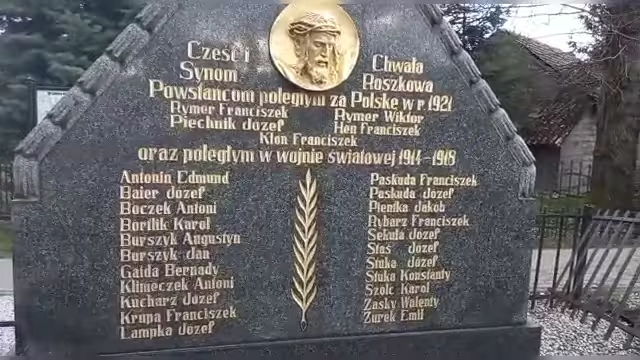 Cześć i Chwała
Synom Roszkowa
Powstańcom poległym za Polskę w r. 1921
Rymer Franciszek Rymer Wiktor
Piechnik Józef Hen Franciszek
Klon Franciszek
oraz poległym w wojnie światowej 1914-1918
Antonin Edmund
Baier Józef
Boczek Antoni
Bortlik Karol
Burszyk Augustyn
Burszyk Jan
Gajda Bernady
Klimeczek Antoni
Kucharz Józef
Krupa Franciszek
Lampka Józef
Paskuda Franciszek
Paskuda Józef
Pieńka Jakób
Rybarz Franciszek
Sekuła Józef
Staś Józef
Stuka Józef
Stuka Konstanty
Szolc Karol
Zasky Walenty
Żurek Emil